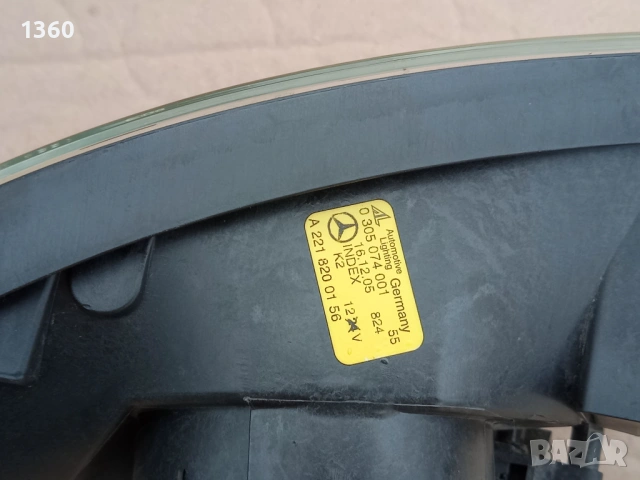 1360
AL Automotive Lighting Germany 55
0 305 074 001 824
16.12.05
INDEX 12 V
K2
A 221 820 01 56
BAZAR